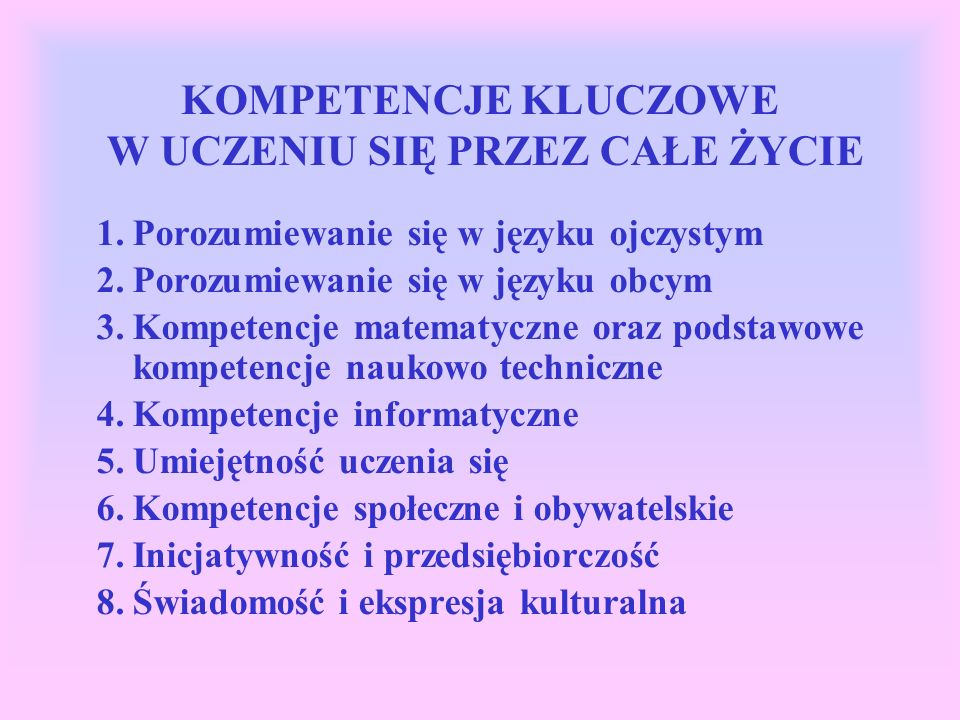 KOMPETENCJE KLUCZOWE
W UCZENIU SIĘ PRZEZ CAŁE ŻYCIE
1. Porozumiewanie się w języku ojczystym
2. Porozumiewanie się w języku obcym
3. Kompetencje matematyczne oraz podstawowe
kompetencje naukowo techniczne
4. Kompetencje informatyczne
5. Umiejętność uczenia się
6. Kompetencje społeczne i obywatelskie
7. Inicjatywność i przedsiębiorczość
8. Świadomość i ekspresja kulturalna